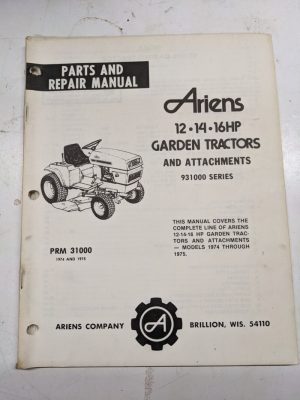 PARTS AND
REPAIR MANUAL
Ariens
12•14•16HP
GARDEN TRACTORS
AND ATTACHMENTS
931000 SERIES
THIS MANUAL COVERS THE
COMPLETE LINE OF ARIENS
12-14-16 HP GARDEN TRAC-
TORS AND ATTACHMENTS
— MODELS 1974 THROUGH
1975.
PRM 31000
1974 AND 1975
ARIENS COMPANY A BRILLION, WIS. 54110